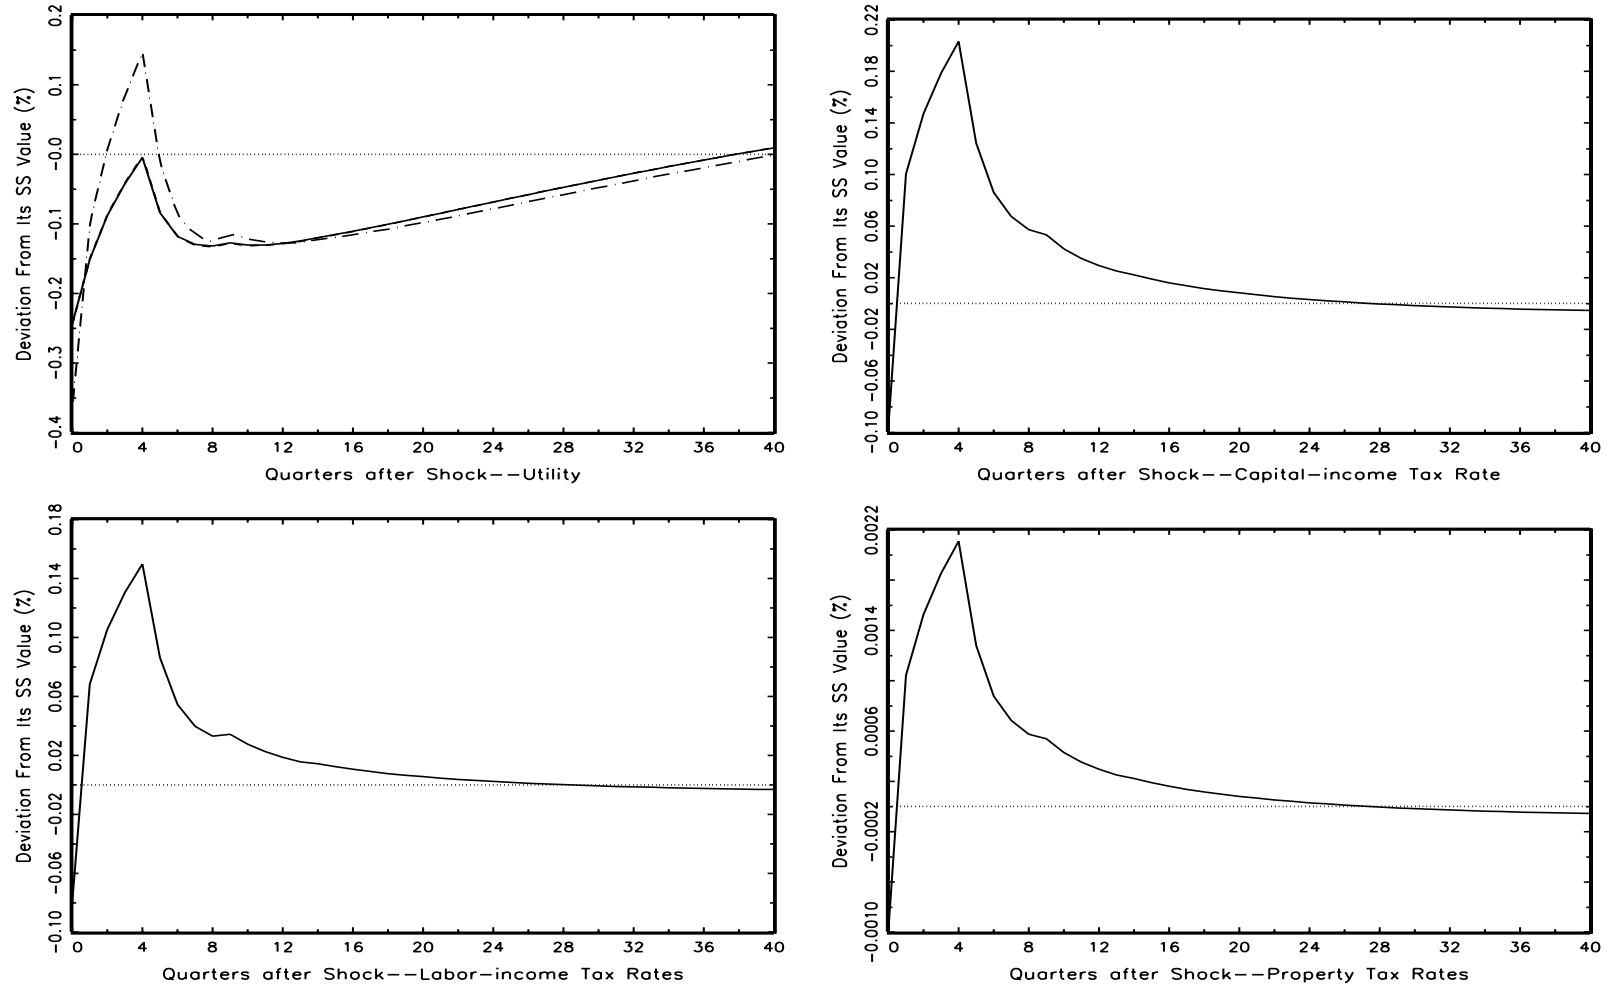 Deviation From Its SS Value (%)
0.2
0.1
-0.0
-0.1
-0.2
-0.3
-0.4
0 4 8 12 16 20 24 28 32 36 40
Quarters after Shock--Utility
Deviation From Its SS Value (%)
0.22
0.18
0.14
0.10
0.06
0.02
-0.02
-0.06
-0.10
0 4 8 12 16 20 24 28 32 36 40
Quarters after Shock--Capital-income Tax Rate
Deviation From Its SS Value (%)
0.18
0.14
0.10
0.06
0.02
-0.02
-0.06
-0.10
0 4 8 12 16 20 24 28 32 36 40
Quarters after Shock--Labor-income Tax Rates
Deviation From Its SS Value (%)
0.0022
0.0014
0.0006
-0.0002
-0.0010
0 4 8 12 16 20 24 28 32 36 40
Quarters after Shock--Property Tax Rates